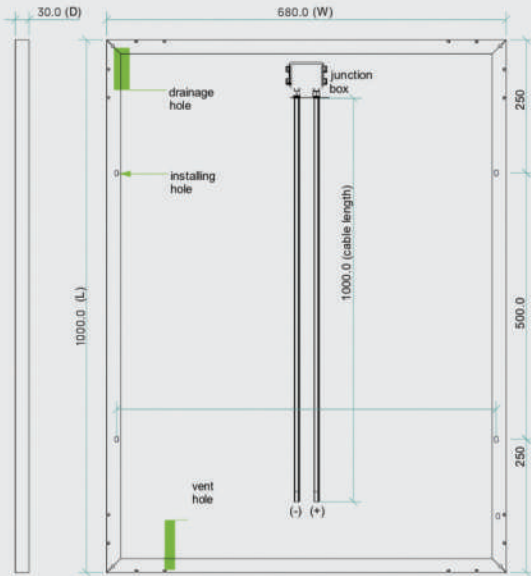 30.0 (D)
680.0 (W)
junction
box
drainage
hole
250
installing
hole
1000.0 (cable length)
1000.0 (L)
500.0
250
vent
hole
(-) (+)